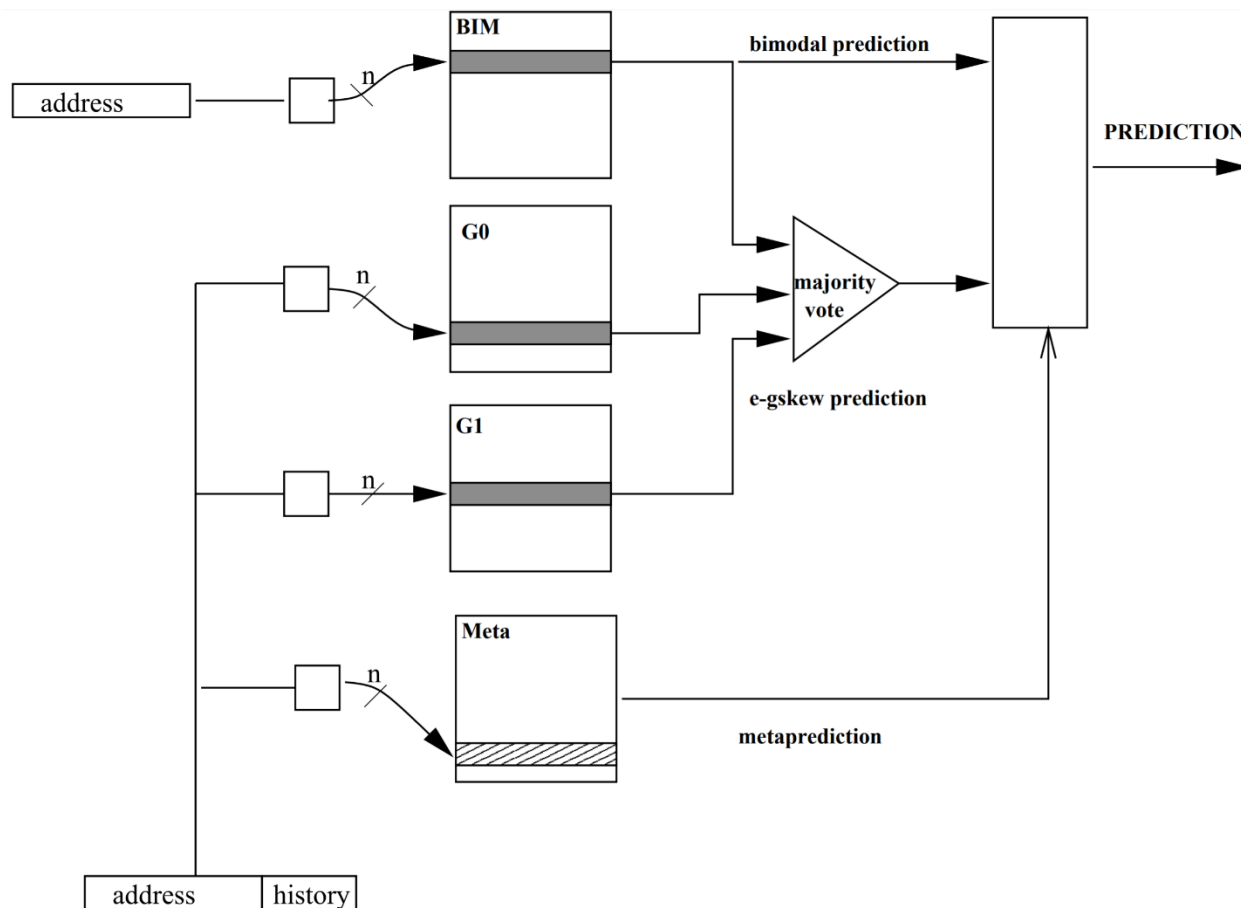 BIM
bimodal prediction
n
address
PREDICTION
G0
n
majority
vote
e-gskew prediction
G1
n
Meta
n
metaprediction
address
history